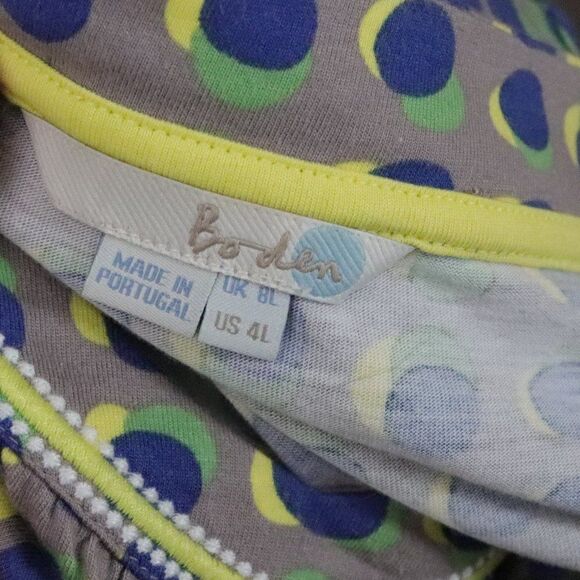 Boden
MADE IN
PORTUGAL
UK 8L
US 4L